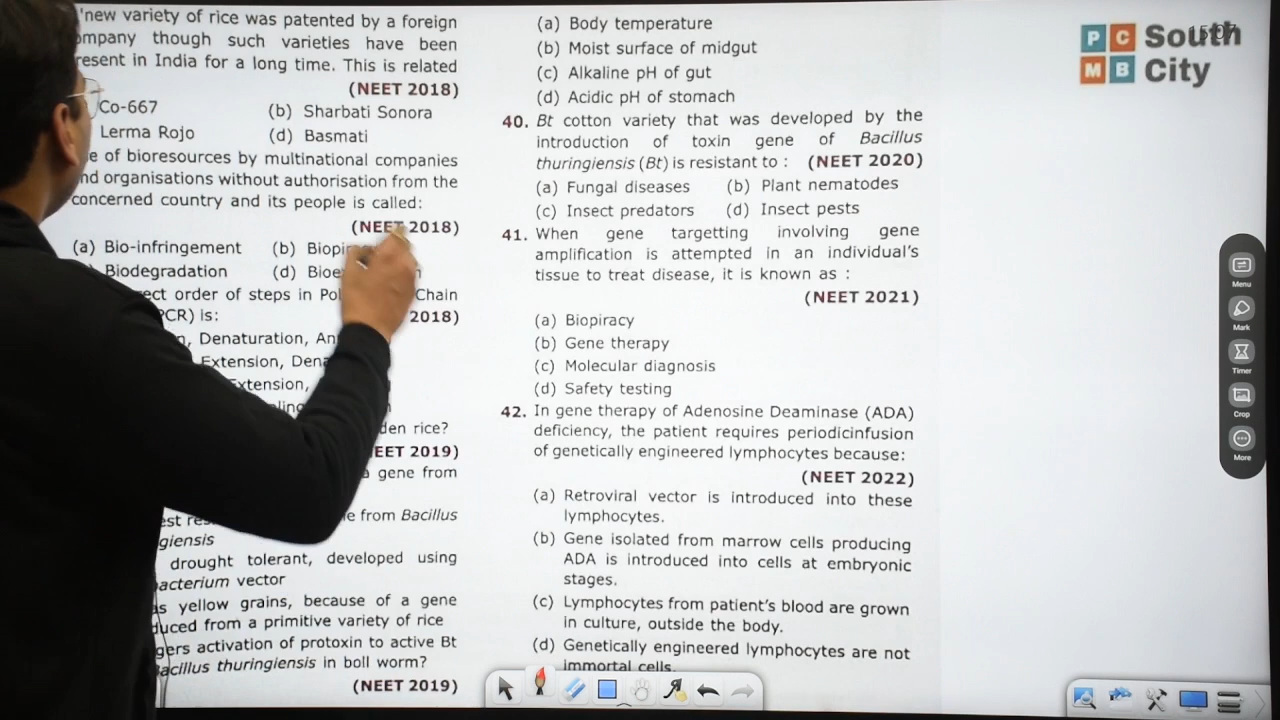 'new variety of rice was patented by a foreign
ompany though such varieties have been
resent in India for a long time. This is related
(NEET 2018)
Co-667
(b) Sharbati Sonora
Lerma Rojo
(d) Basmati
e of bioresources by multinational companies
nd organisations without authorisation from the
concerned country and its people is called:
(NEET 2018)
(a) Bio-infringement
(b)
Biodegradation
(d)
rect order of steps in Chain
PCR) is:
2018)
Denaturation,
Extension,
Extension,
den rice?
EET 2019)
a gene from
e from Bacillus
giensis
drought tolerant, developed using
acterium vector
as yellow grains, because of a gene
duced from a primitive variety of rice
gers activation of protoxin to active Bt
Bacillus thuringiensis in boll worm?
(NEET 2019)
(a) Body temperature
(b) Moist surface of midgut
(c) Alkaline pH of gut
(d) Acidic pH of stomach
40. Bt cotton variety that was developed by the
introduction of toxin gene of Bacillus
thuringiensis (Bt) is resistant to : (NEET 2020)
(a) Fungal diseases (b) Plant nematodes
(c) Insect predators (d) Insect pests
41. When gene targetting involving gene
amplification is attempted in an individual's
tissue to treat disease, it is known as :
(NEET 2021)
(a) Biopiracy
(b) Gene therapy
(c) Molecular diagnosis
(d) Safety testing
42. In gene therapy of Adenosine Deaminase (ADA)
deficiency, the patient requires periodicinfusion
of genetically engineered lymphocytes because:
(NEET 2022)
(a) Retroviral vector is introduced into these
lymphocytes.
(b) Gene isolated from marrow cells producing
ADA is introduced into cells at embryonic
stages.
(c) Lymphocytes from patient's blood are grown
in culture, outside the body.
(d) Genetically engineered lymphocytes are not
immortal cells.
P C
M B
South
City
15:07
Menu
Mark
Timer
Crop
More